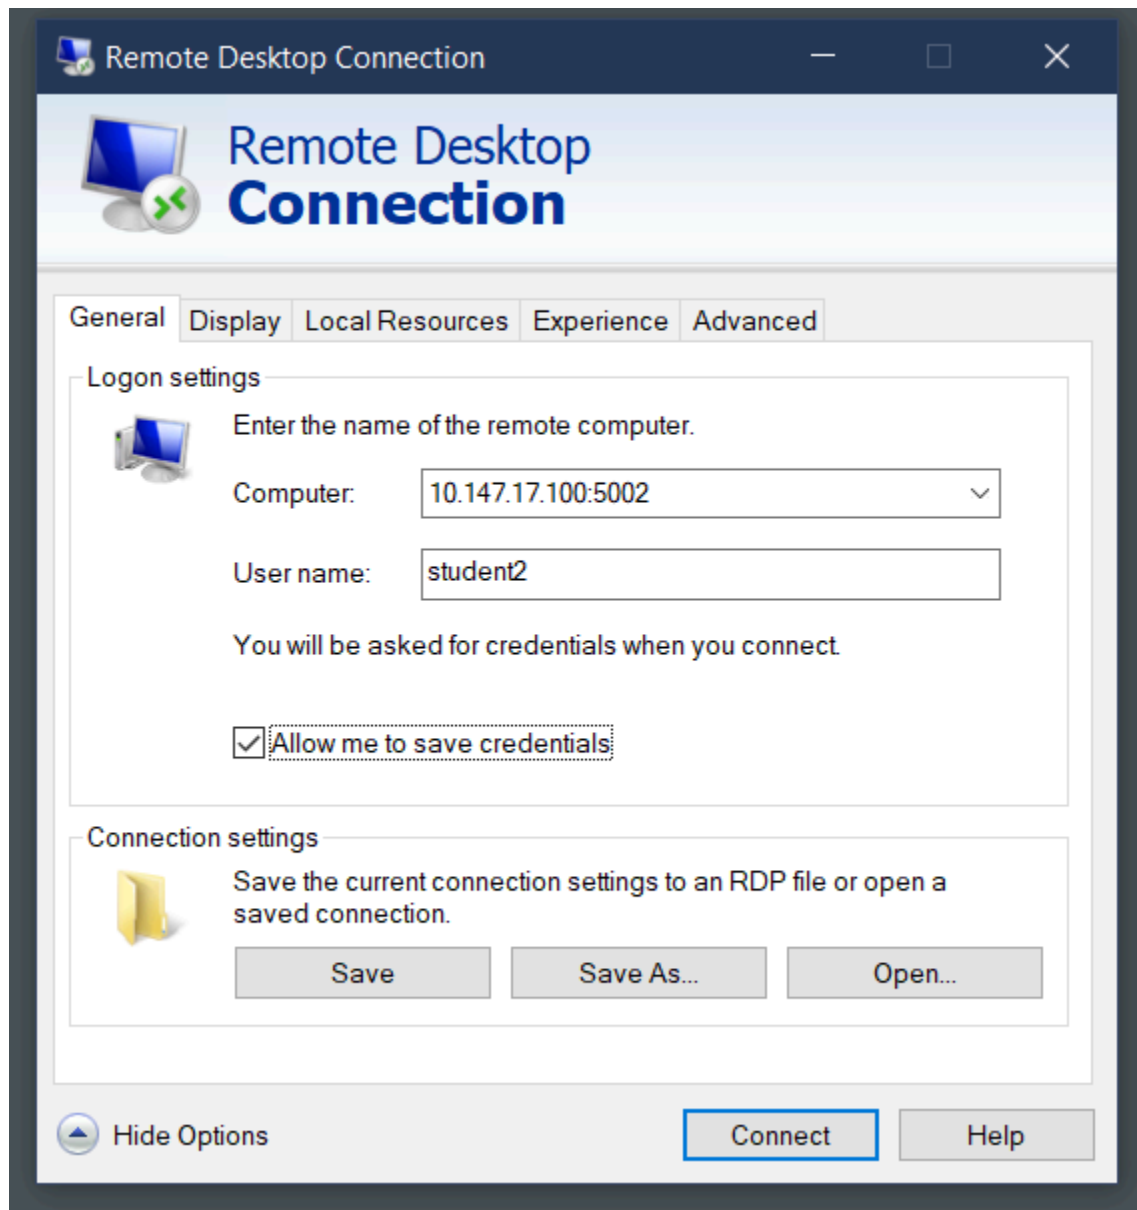 Remote Desktop Connection
Remote Desktop
Connection
General Display Local Resources Experience Advanced
Logon settings
Enter the name of the remote computer.
Computer: 10.147.17.100:5002
User name: student2
You will be asked for credentials when you connect.
Allow me to save credentials
Connection settings
Save the current connection settings to an RDP file or open a
saved connection.
Save Save As... Open...
Hide Options Connect Help